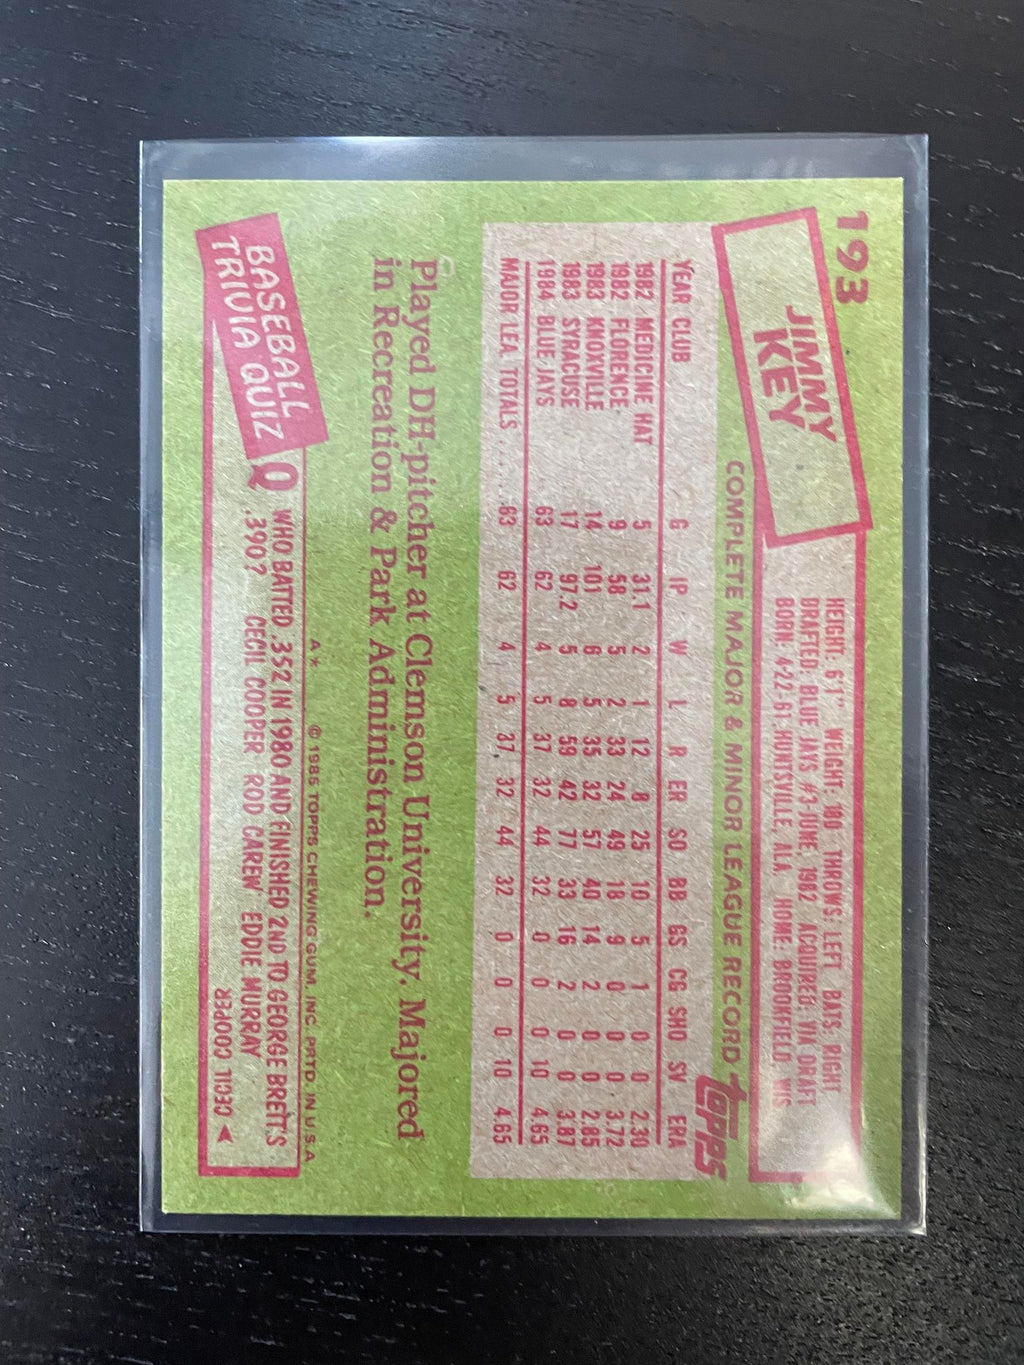 193
JIMMY
KEY
HEIGHT: 6'1" WEIGHT: 180 THROWS: LEFT BATS: RIGHT
DRAFTED: BLUE JAYS #3-JUNE, 1982 ACQUIRED: VIA DRAFT
BORN: 4-22-61, HUNTSVILLE, ALA. HOME: BROOKFIELD, WIS
COMPLETE MAJOR & MINOR LEAGUE RECORD
topps
YEAR CLUB G IP W L R ER SO BB GS CG SHO SV ERA
1982 MEDICINE HAT 5 31.1 2 1 12 8 25 10 5 1 0 0 2.30
1982 FLORENCE 9 58 5 2 33 24 49 18 9 0 0 0 3.72
1983 KNOXVILLE 14 101 6 5 35 32 57 40 14 2 0 0 2.85
1983 SYRACUSE 17 97.2 5 8 59 42 77 33 16 2 0 0 3.87
1984 BLUE JAYS 63 62 4 5 37 32 44 32 0 0 0 10 4.65
MAJOR LEA. TOTALS . . . . 63 62 4 5 37 32 44 32 0 0 0 10 4.65
Played DH-pitcher at Clemson University. Majored
in Recreation & Park Administration.
A* © 1985 TOPPS CHEWING GUM, INC. PRTD. IN U.S.A.
BASEBALL
TRIVIA QUIZ
Q WHO BATTED .352 IN 1980 AND FINISHED 2ND TO GEORGE BRETT'S
.390? CECIL COOPER ROD CAREW EDDIE MURRAY
CECIL COOPER